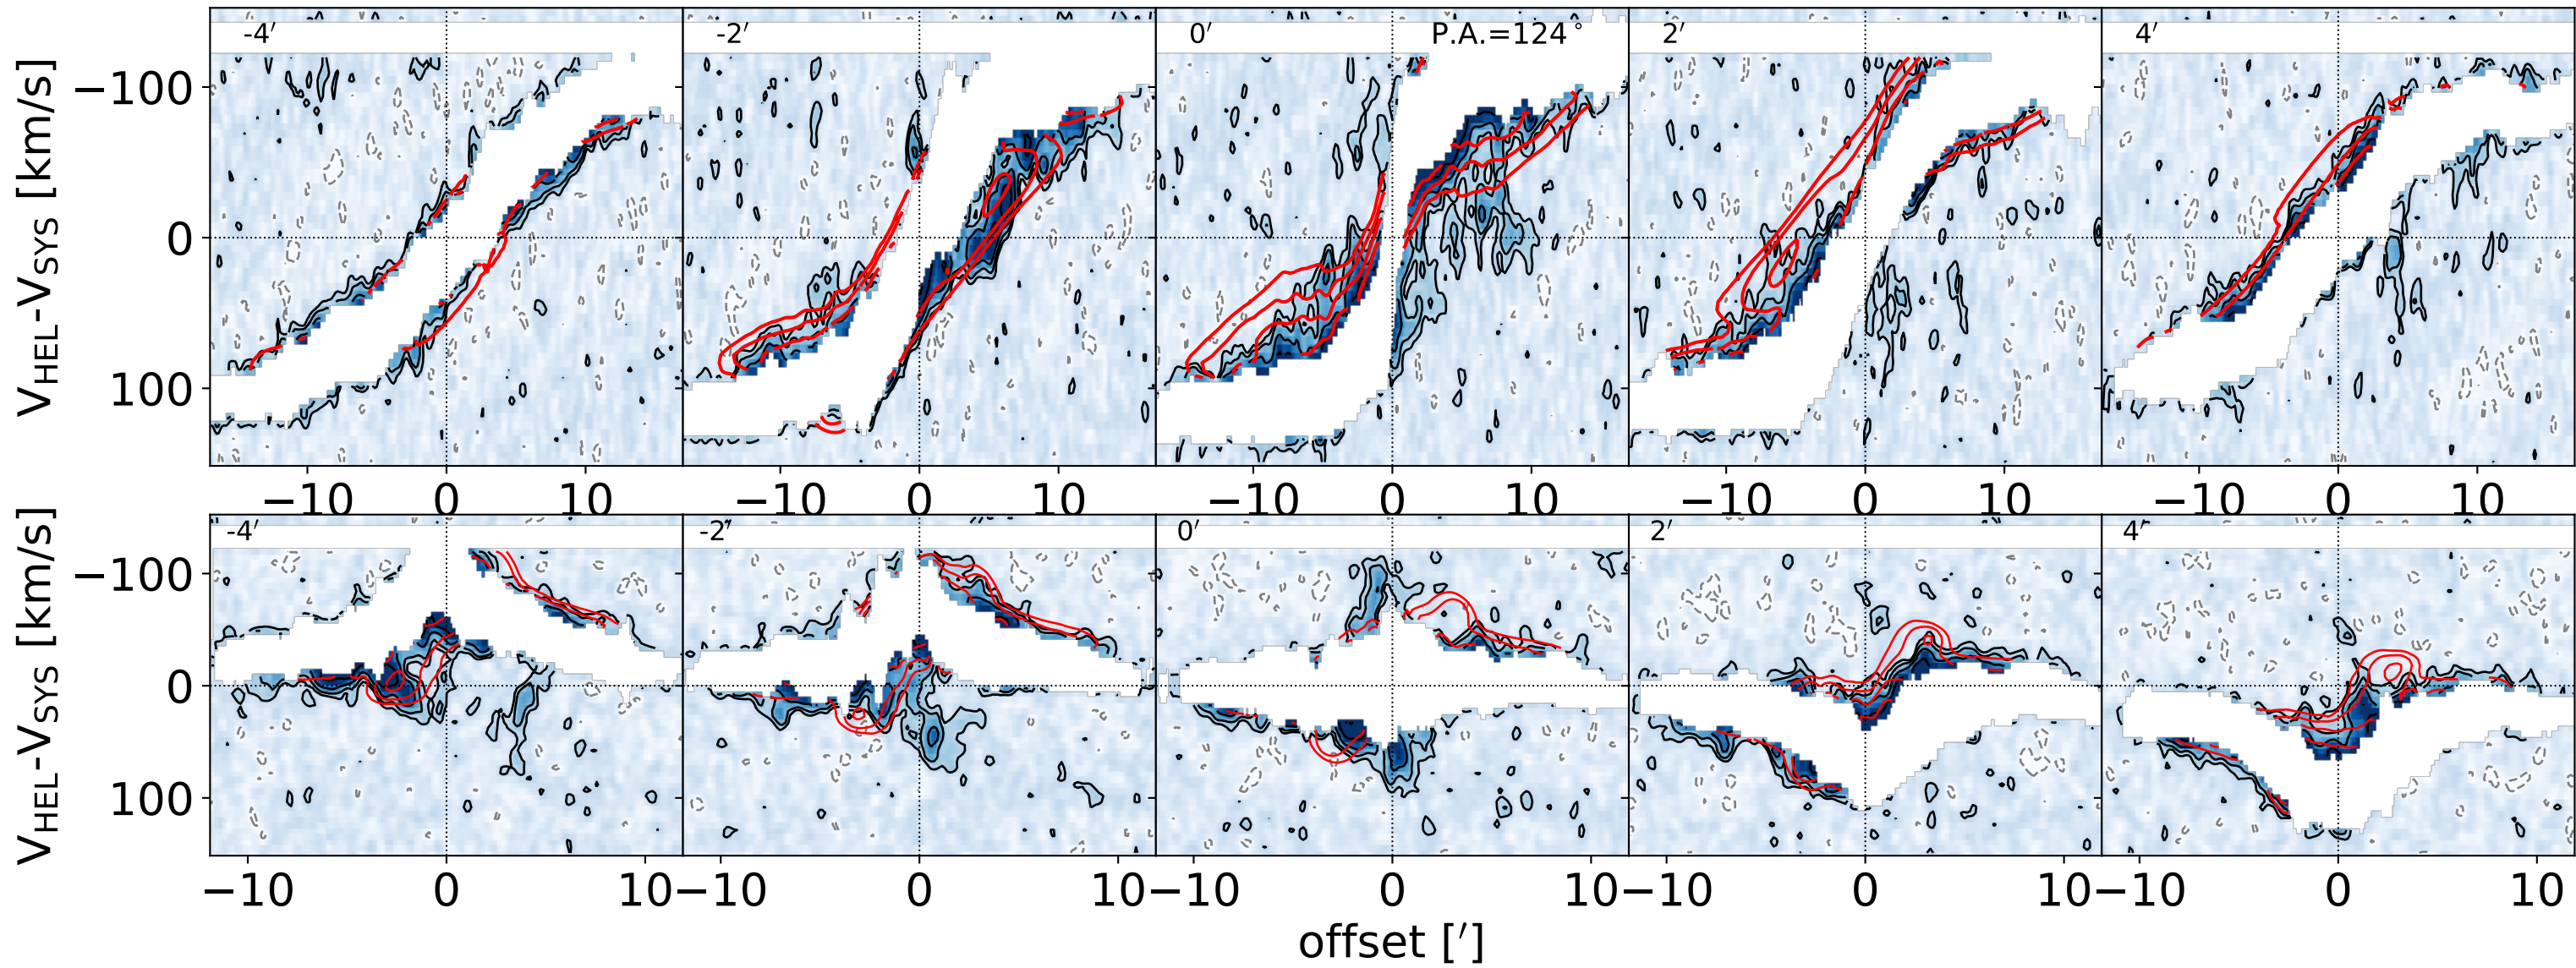 -4′ -2′ 0′ P.A.=124° 2′ 4′
V_HEL-V_SYS [km/s]
−100
0
100
−10 0 10 −10 0 10 −10 0 10 −10 0 10 −10 0 10
-4′ -2′ 0′ 2′ 4′
V_HEL-V_SYS [km/s]
−100
0
100
−10 0 10 −10 0 10 −10 0 10 −10 0 10 −10 0 10
offset [′]